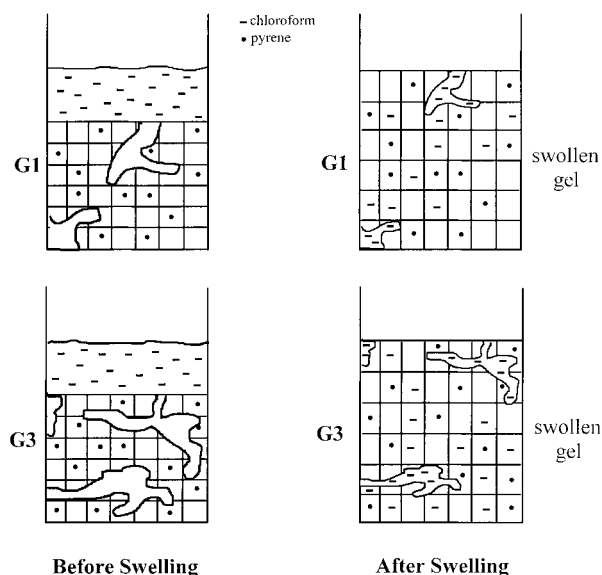 – chloroform
• pyrene
G1
G1
swollen
gel
G3
G3
swollen
gel
Before Swelling
After Swelling